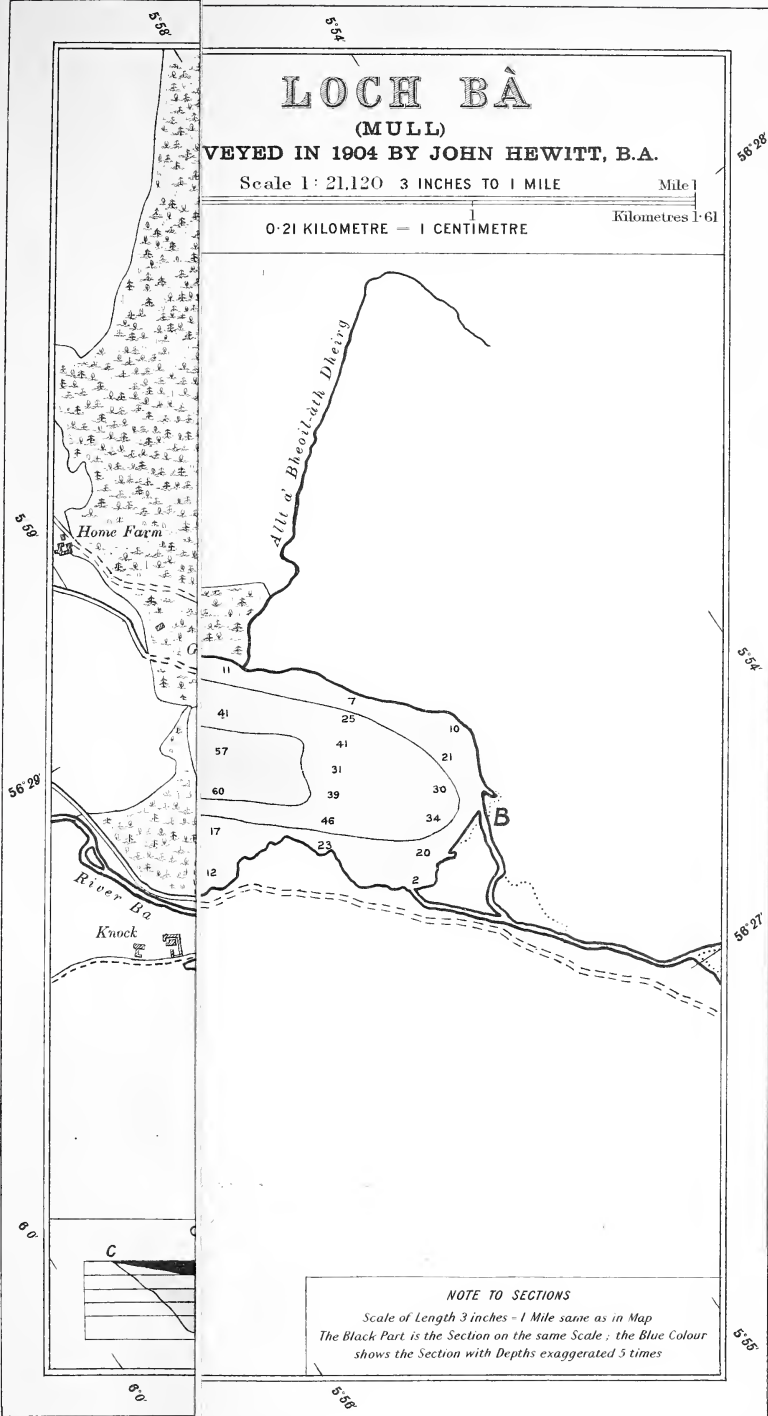 5°58'
5°54'
LOCH BÀ
(MULL)
VEYED IN 1904 BY JOHN HEWITT, B.A.
56°28'
Scale 1:21,120 3 INCHES TO 1 MILE
Mile 1
1
Kilometres 1·61
0·21 KILOMETRE = 1 CENTIMETRE
Allt a' Bheoil-àth Dheirg
5°59'
Home Farm
G
5°54'
11
7
41
25
10
57
41
21
31
56°29'
60
39
30
46
34
B
17
23
20
12
2
River Ba
Knock
56°27'
6°0'
C
NOTE TO SECTIONS
Scale of Length 3 inches = 1 Mile same as in Map
The Black Part is the Section on the same Scale; the Blue Colour
shows the Section with Depths exaggerated 5 times
5°55'
6°0'
5°56'